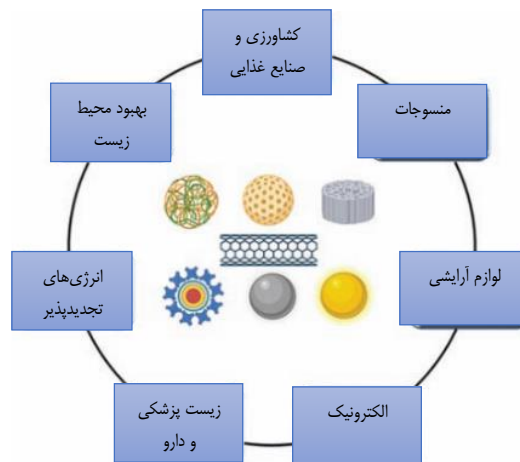 کشاورزی و
صنایع غذایی
منسوجات
بهبود محیط
زیست
لوازم آرایشی
انرژی‌های
تجدیدپذیر
الکترونیک
زیست پزشکی
و دارو